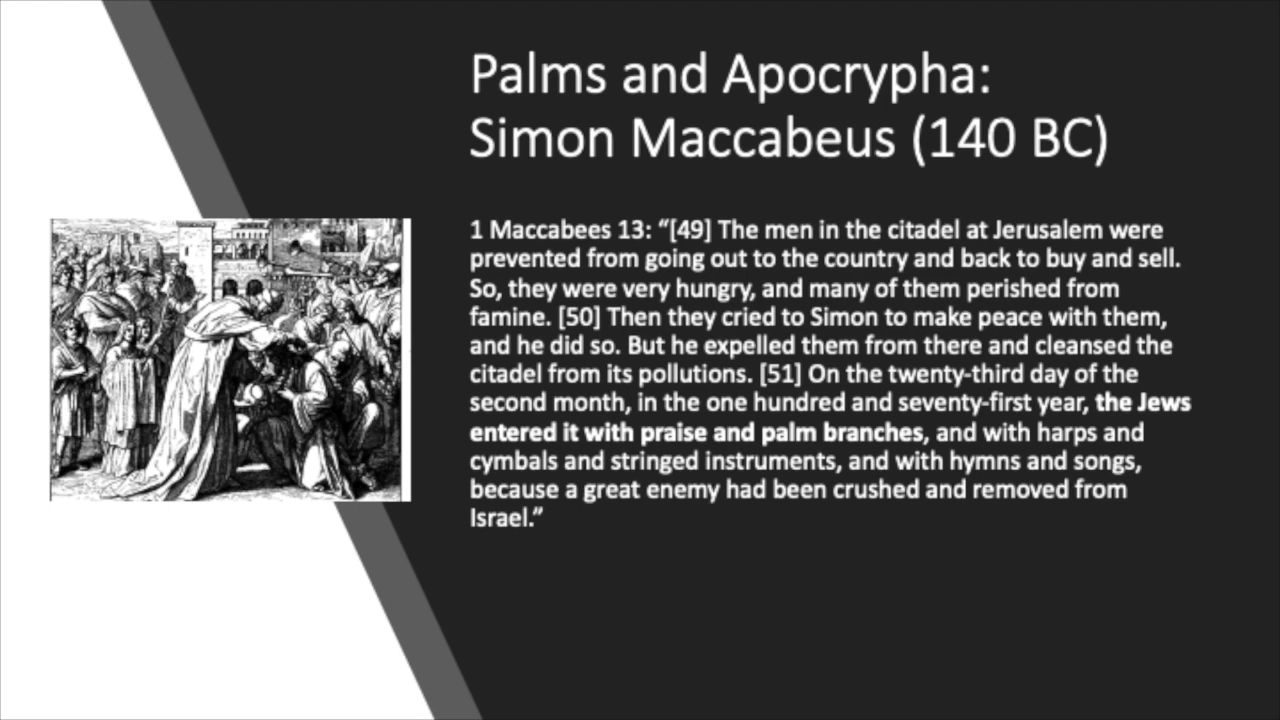 Palms and Apocrypha:
Simon Maccabeus (140 BC)
1 Maccabees 13: “[49] The men in the citadel at Jerusalem were
prevented from going out to the country and back to buy and sell.
So, they were very hungry, and many of them perished from
famine. [50] Then they cried to Simon to make peace with them,
and he did so. But he expelled them from there and cleansed the
citadel from its pollutions. [51] On the twenty-third day of the
second month, in the one hundred and seventy-first year, the Jews
entered it with praise and palm branches, and with harps and
cymbals and stringed instruments, and with hymns and songs,
because a great enemy had been crushed and removed from
Israel.”